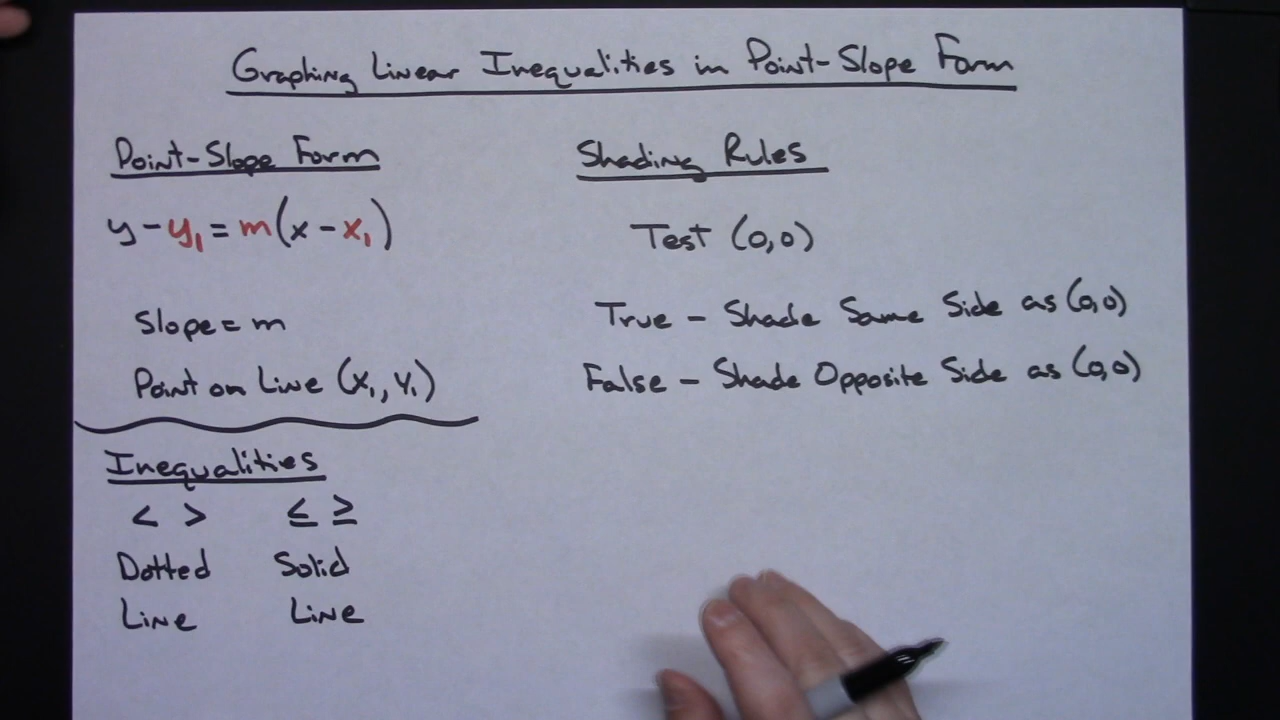 Graphing Linear Inequalities in Point-Slope Form
Point-Slope Form
y - y₁ = m(x - x₁)
Slope = m
Point on Line (x₁, y₁)
Inequalities
< > ≤ ≥
Dotted Solid
Line Line
Shading Rules
Test (0,0)
True - Shade Same Side as (0,0)
False - Shade Opposite Side as (0,0)